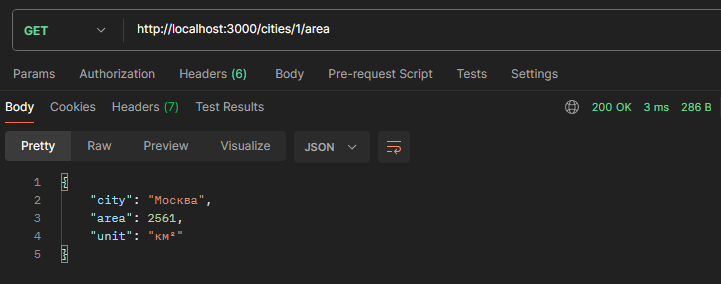 GET http://localhost:3000/cities/1/area
Params Authorization Headers (6) Body Pre-request Script Tests Settings
Body Cookies Headers (7) Test Results 200 OK 3 ms 286 B
Pretty Raw Preview Visualize JSON
1 {
2 "city": "Москва",
3 "area": 2561,
4 "unit": "км²"
5 }